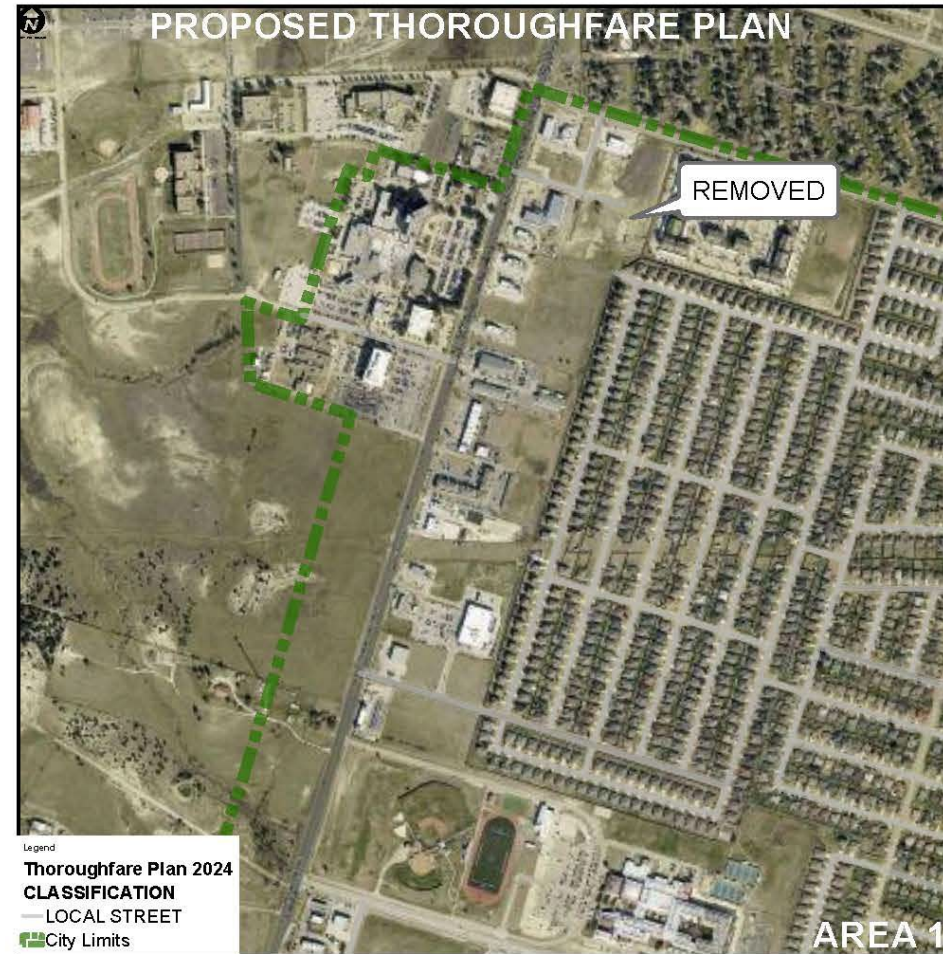 N
PROPOSED THOROUGHFARE PLAN
REMOVED
Legend
Thoroughfare Plan 2024
CLASSIFICATION
LOCAL STREET
City Limits
AREA 1